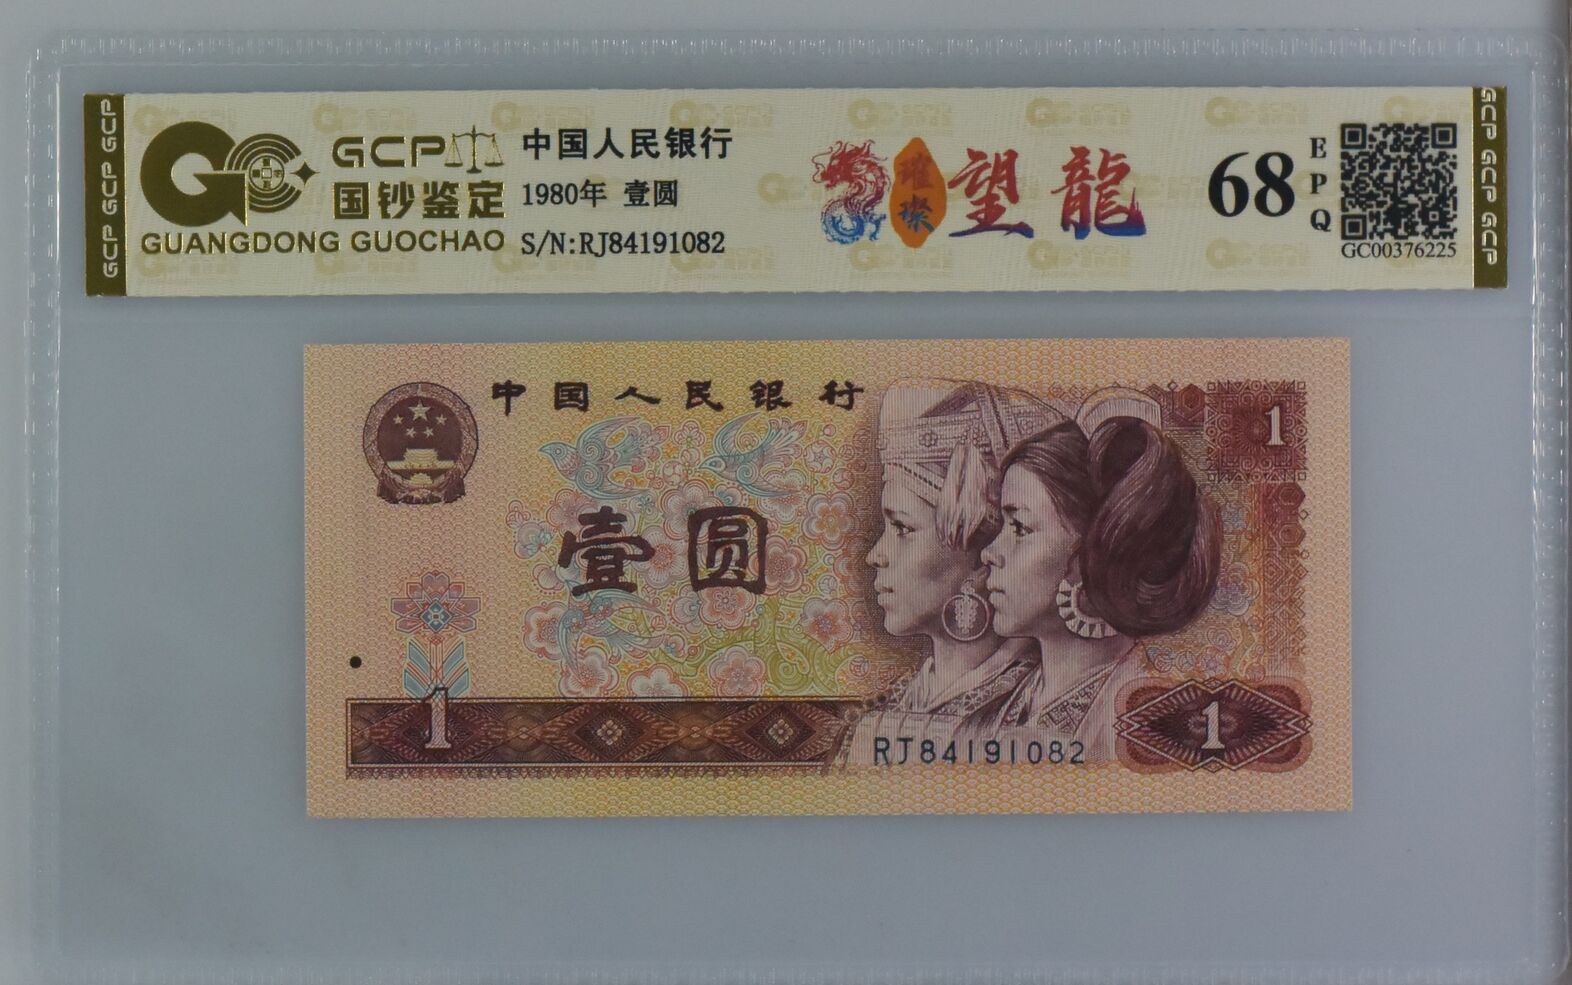 GCP
国钞鉴定
GUANGDONG GUOCHAO
中国人民银行
1980年 壹圆
S/N:RJ84191082
璀璨
望龍
68
EPQ
GC00376225
GCP GCP GCP
GCP GCP GCP
中国人民银行
1
壹圆
1
RJ84191082
1